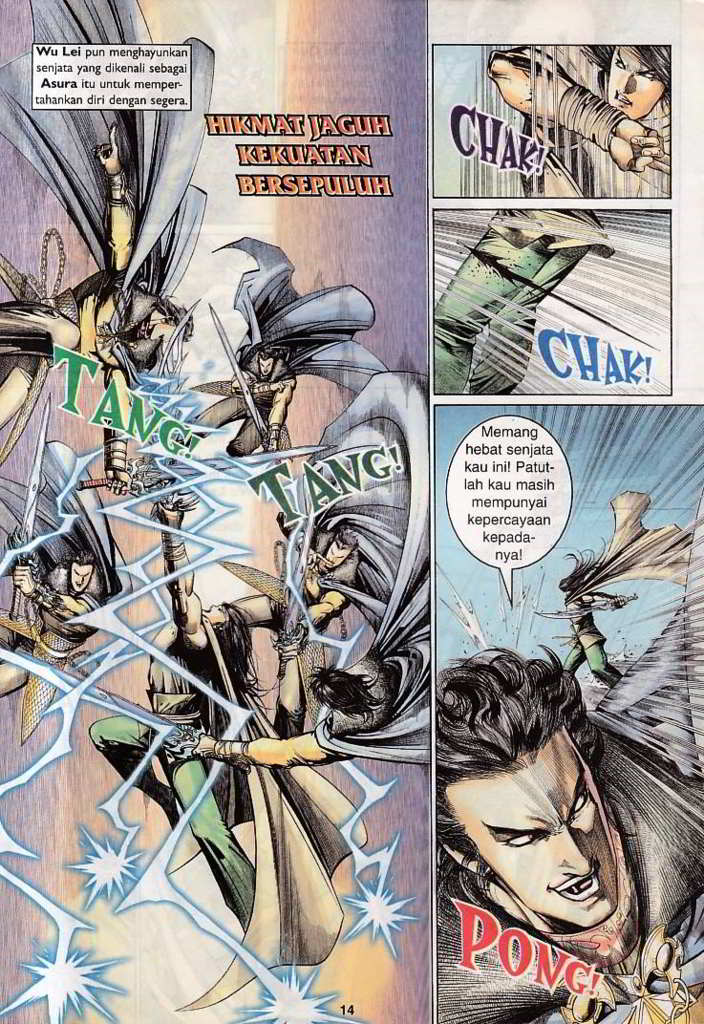 Wu Lei pun menghayunkan
senjata yang dikenali sebagai
Asura itu untuk memper-
tahankan diri dengan segera.
HIKMAT JAGUH
KEKUATAN
BERSEPULUH
TANG!
TANG!
CHAK!
CHAK!
Memang
hebat senjata
kau ini! Patut-
lah kau masih
mempunyai
kepercayaan
kepada-
nya!
PONG!
14